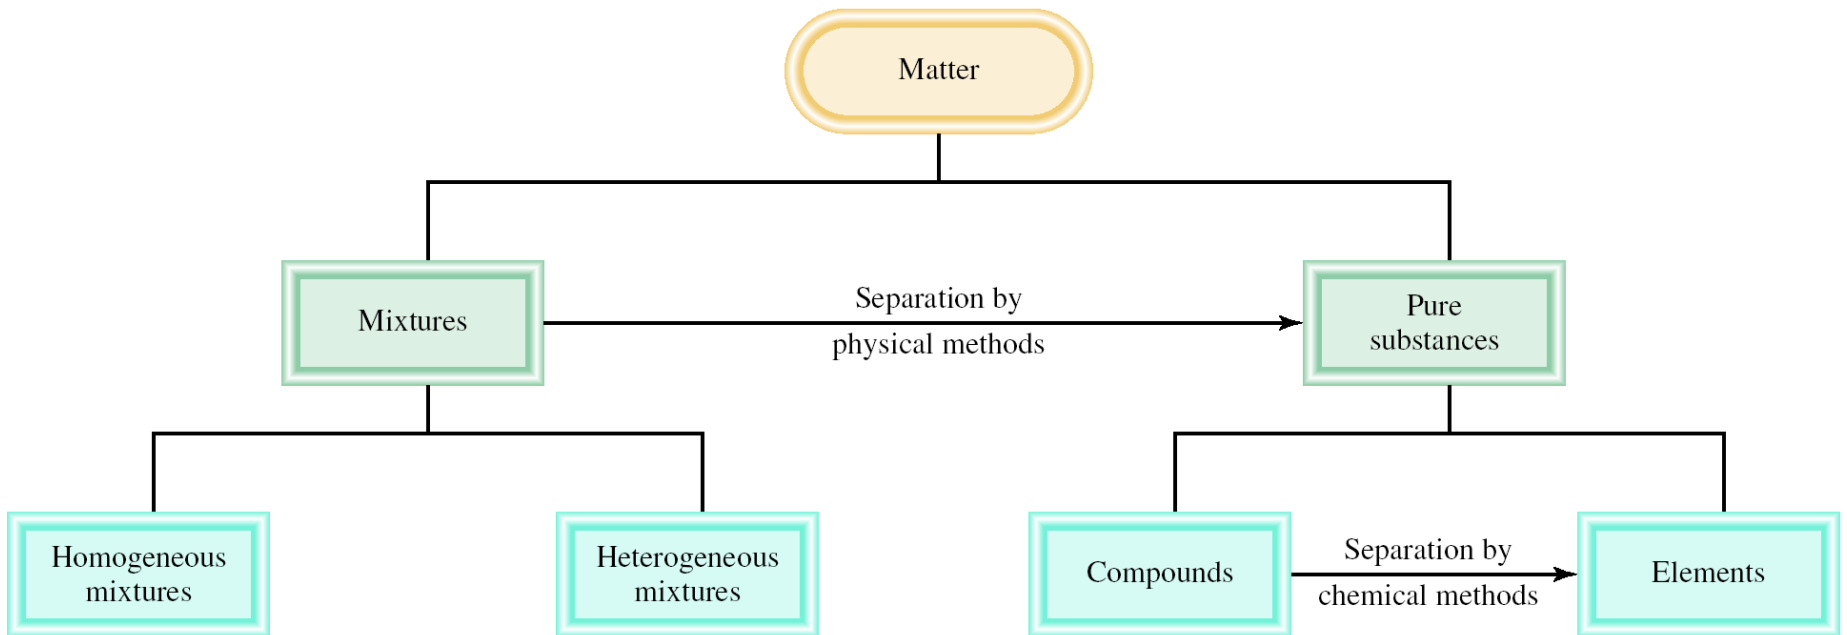 Matter
Mixtures
Separation by
physical methods
Pure
substances
Homogeneous
mixtures
Heterogeneous
mixtures
Compounds
Separation by
chemical methods
Elements